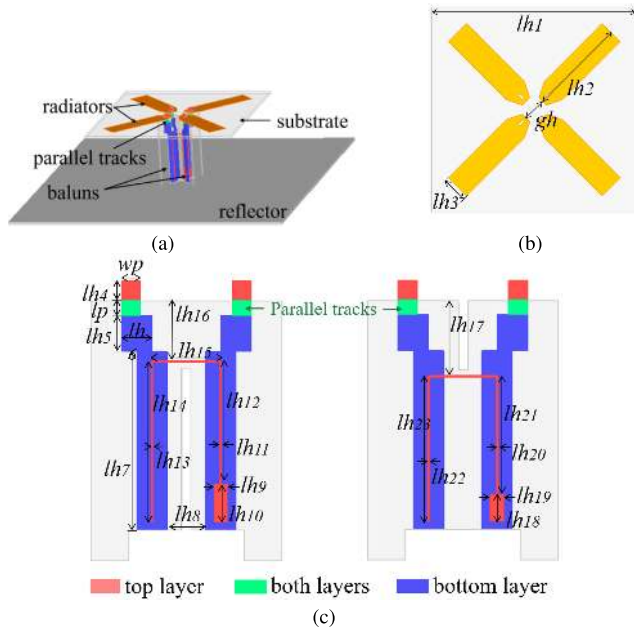 radiators
substrate
parallel tracks
baluns
reflector
(a)
lh1
lh2
gh
lh3
(b)
wp
lh4
lp
lh5
lh
lh16
Parallel tracks
lh15
lh14
lh12
lh7
lh13
lh11
lh9
lh8
lh10
lh17
lh23
lh21
lh22
lh20
lh19
lh18
top layer
both layers
bottom layer
(c)